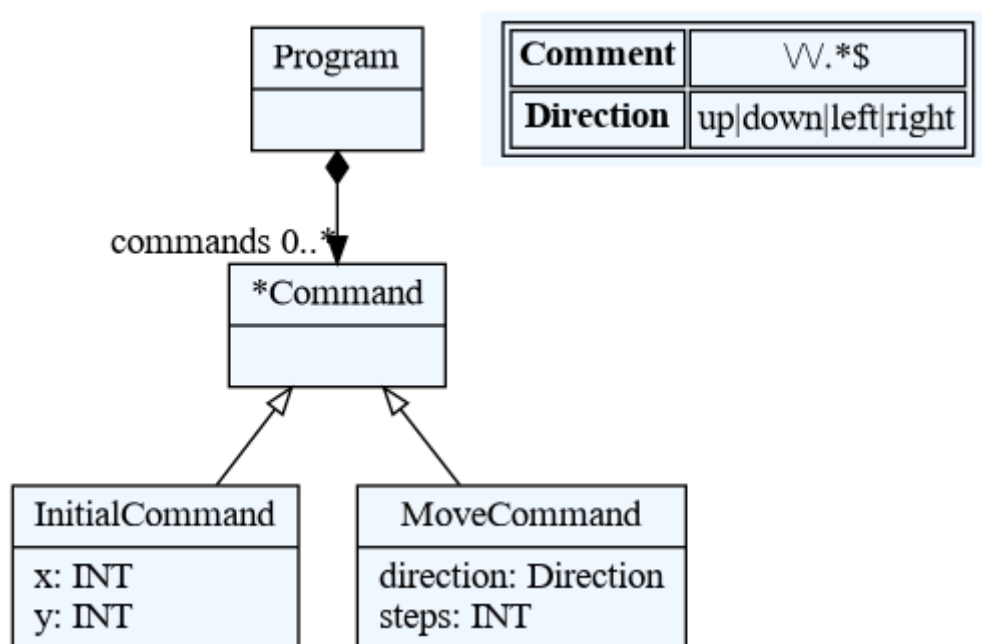 Program
Comment \/\/.*$
Direction up|down|left|right
commands 0..*
*Command
InitialCommand
x: INT
y: INT
MoveCommand
direction: Direction
steps: INT